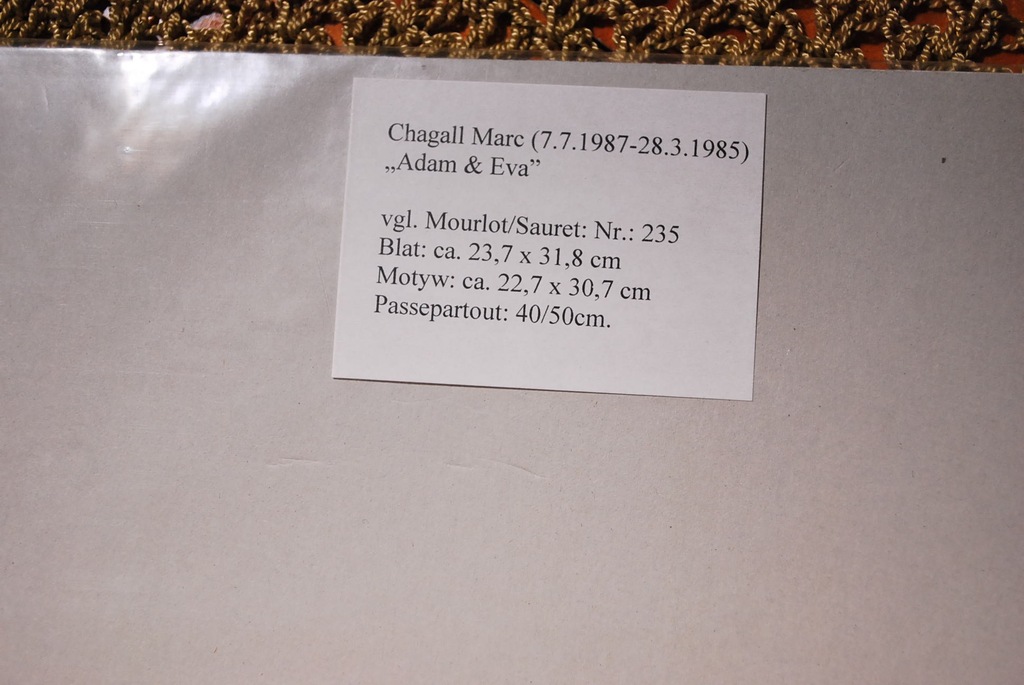 Chagall Marc (7.7.1987-28.3.1985)
„Adam & Eva”
vgl. Mourlot/Sauret: Nr.: 235
Blat: ca. 23,7 x 31,8 cm
Motyw: ca. 22,7 x 30,7 cm
Passepartout: 40/50cm.